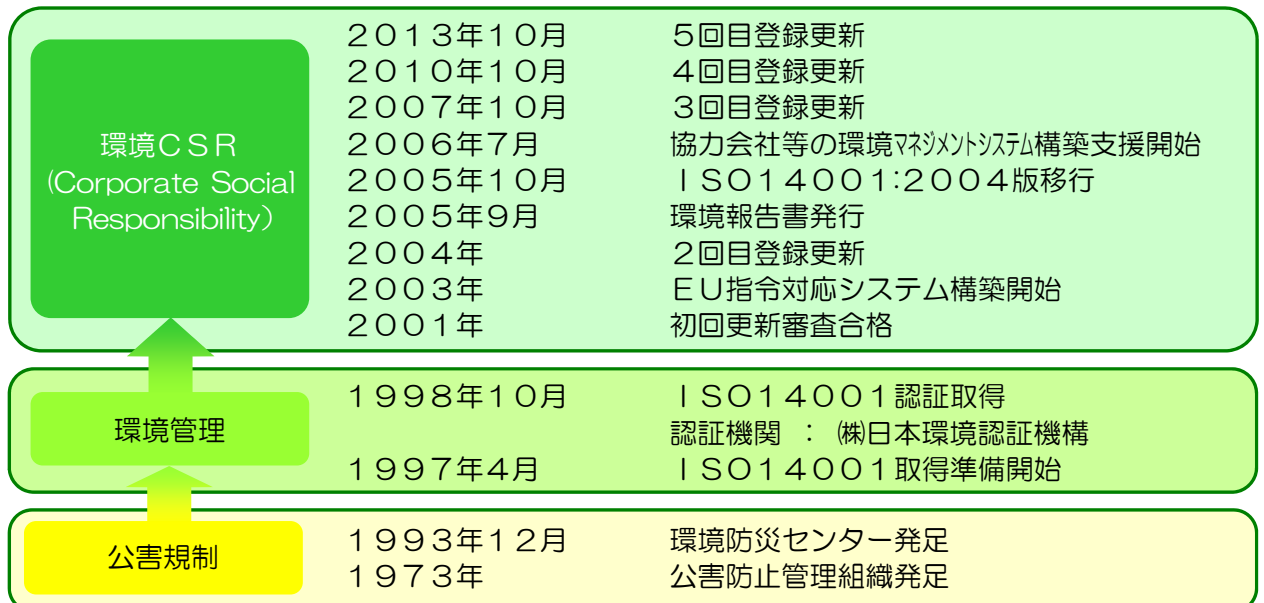 ２０１３年１０月　５回目登録更新
２０１０年１０月　４回目登録更新
２００７年１０月　３回目登録更新
環境ＣＳＲ
(Corporate Social
Responsibility）
２００６年７月　協力会社等の環境ﾏﾈｼﾞﾒﾝﾄｼｽﾃﾑ構築支援開始
２００５年１０月　ＩＳＯ１４００１：２００４版移行
２００５年９月　環境報告書発行
２００４年　２回目登録更新
２００３年　ＥＵ指令対応システム構築開始
２００１年　初回更新審査合格
環境管理
１９９８年１０月　ＩＳＯ１４００１認証取得
認証機関　：　㈱日本環境認証機構
１９９７年４月　ＩＳＯ１４００１取得準備開始
公害規制
１９９３年１２月　環境防災センター発足
１９７３年　公害防止管理組織発足